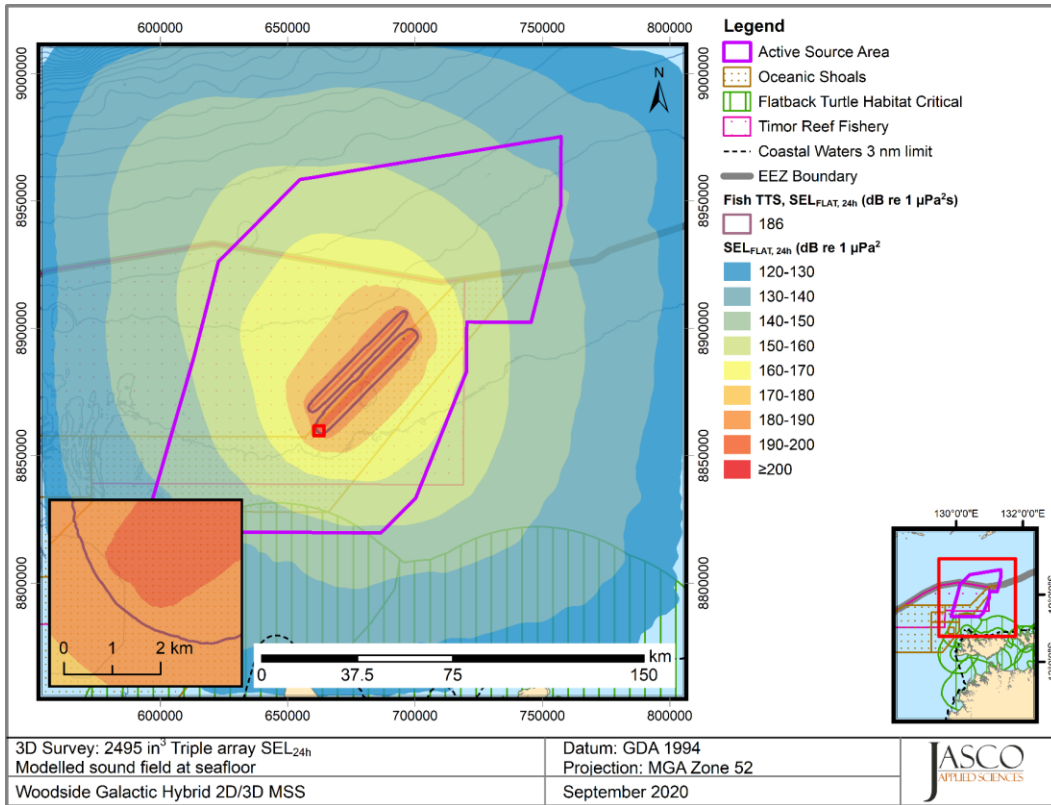 600000 650000 700000 750000 800000
9000000
8950000
8900000
8850000
8800000
9000000
8950000
8900000
8850000
8800000
N
0 1 2 km
km
0 37.5 75 150
600000 650000 700000 750000 800000
Legend
Active Source Area
Oceanic Shoals
Flatback Turtle Habitat Critical
Timor Reef Fishery
Coastal Waters 3 nm limit
EEZ Boundary
Fish TTS, SELFLAT, 24h (dB re 1 µPa²s)
186
SELFLAT, 24h (dB re 1 µPa²
120-130
130-140
140-150
150-160
160-170
170-180
180-190
190-200
≥200
130°0'0"E 132°0'0"E
3D Survey: 2495 in³ Triple array SEL24h
Modelled sound field at seafloor
Woodside Galactic Hybrid 2D/3D MSS
Datum: GDA 1994
Projection: MGA Zone 52
September 2020
JASCO
APPLIED SCIENCES